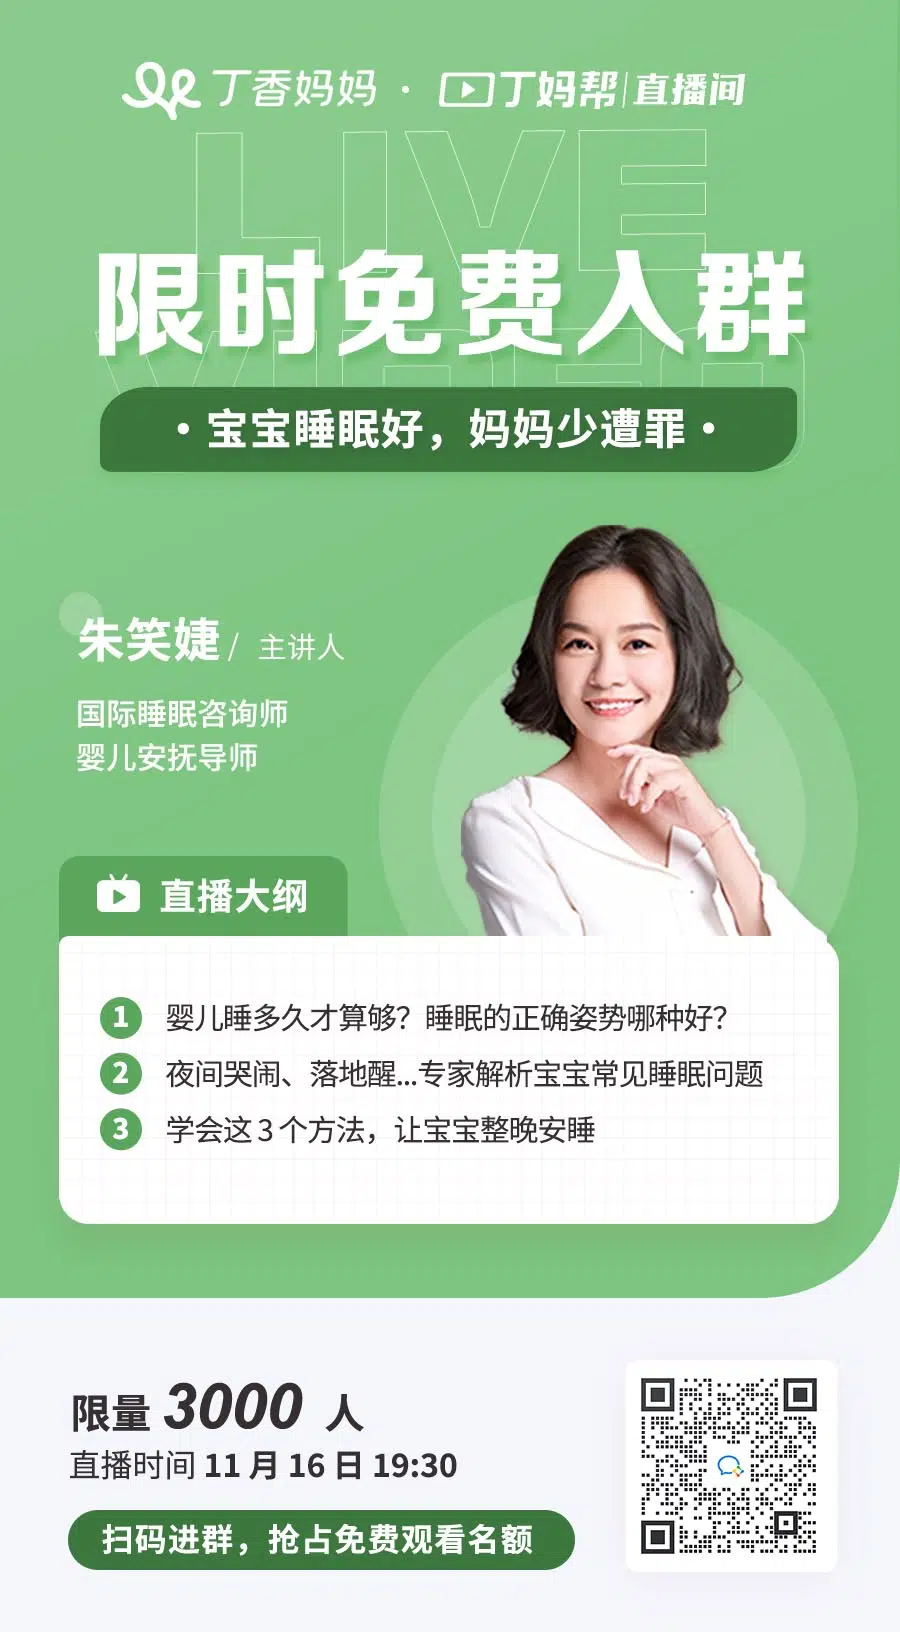 丁香妈妈 · 丁妈帮|直播间
LIVE
VIDEO
限时免费入群
·宝宝睡眠好，妈妈少遭罪·
朱笑婕 / 主讲人
国际睡眠咨询师
婴儿安抚导师
直播大纲
1 婴儿睡多久才算够？睡眠的正确姿势哪种好？
2 夜间哭闹、落地醒...专家解析宝宝常见睡眠问题
3 学会这 3 个方法，让宝宝整晚安睡
限量 3000 人
直播时间 11 月 16 日 19:30
扫码进群，抢占免费观看名额